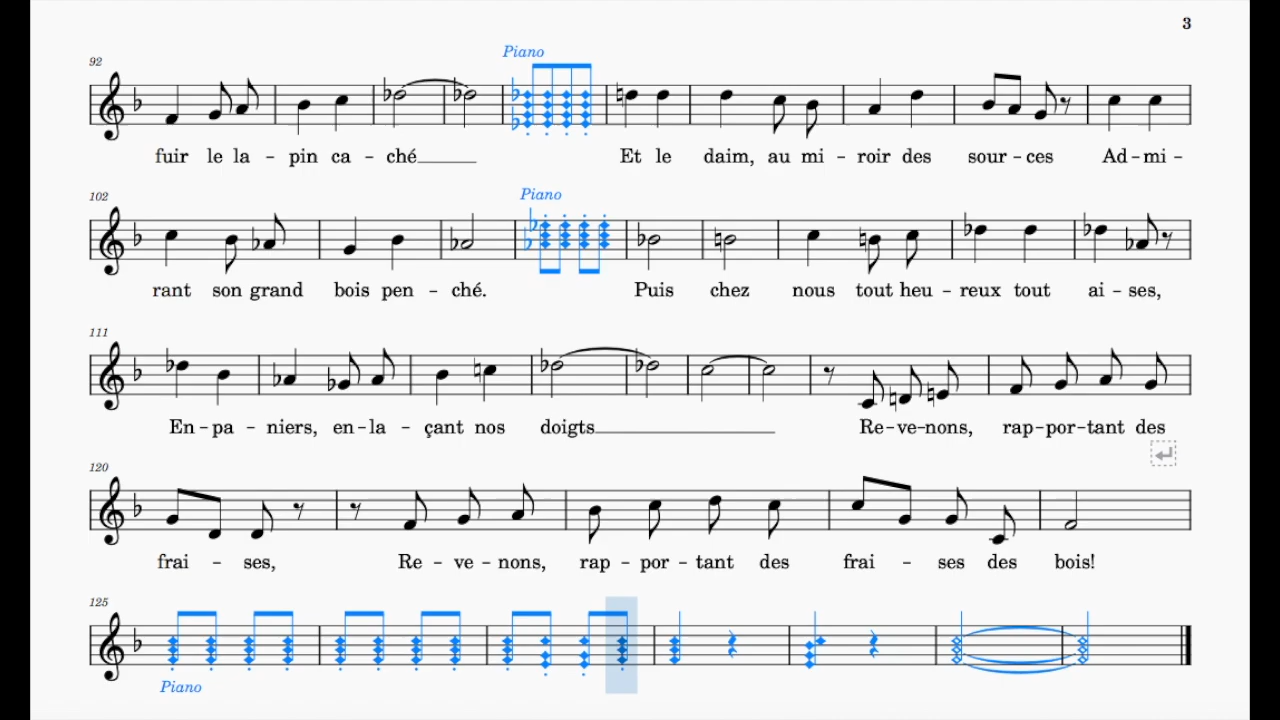 3
92
Piano
fuir le la - pin ca - ché Et le daim, au mi - roir des sour - ces Ad - mi -
102
Piano
rant son grand bois pen - ché. Puis chez nous tout heu - reux tout ai - ses,
111
En - pa - niers, en - la - çant nos doigts Re - ve - nons, rap - por - tant des
120
frai - ses, Re - ve - nons, rap - por - tant des frai - ses des bois!
125
Piano